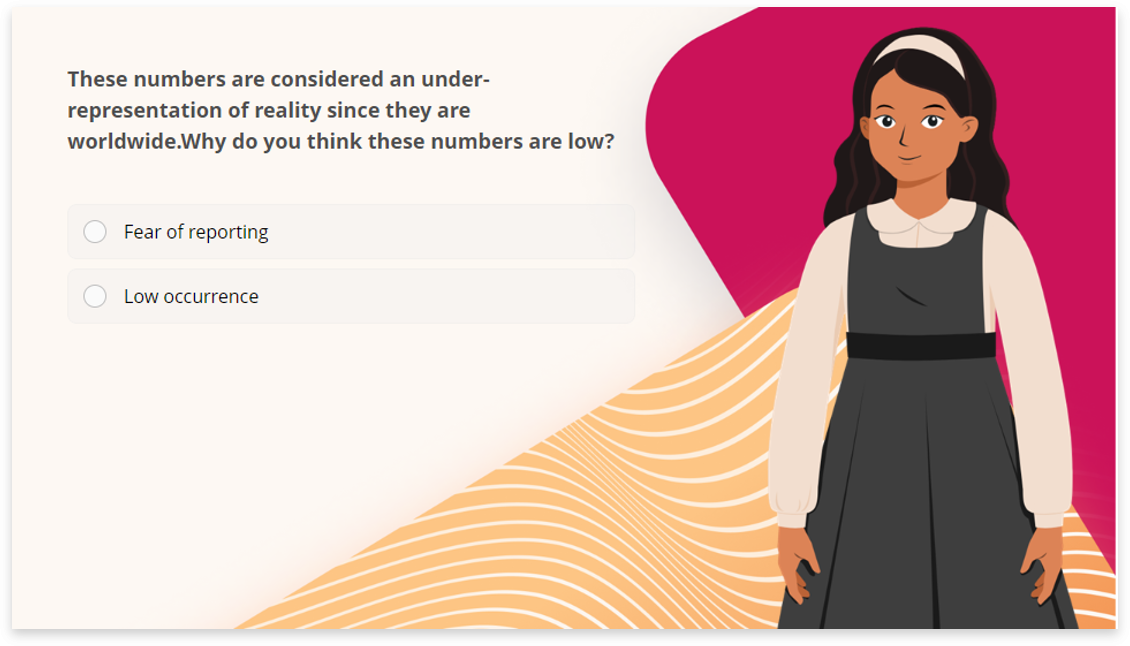 These numbers are considered an under-
representation of reality since they are
worldwide.Why do you think these numbers are low?
Fear of reporting
Low occurrence